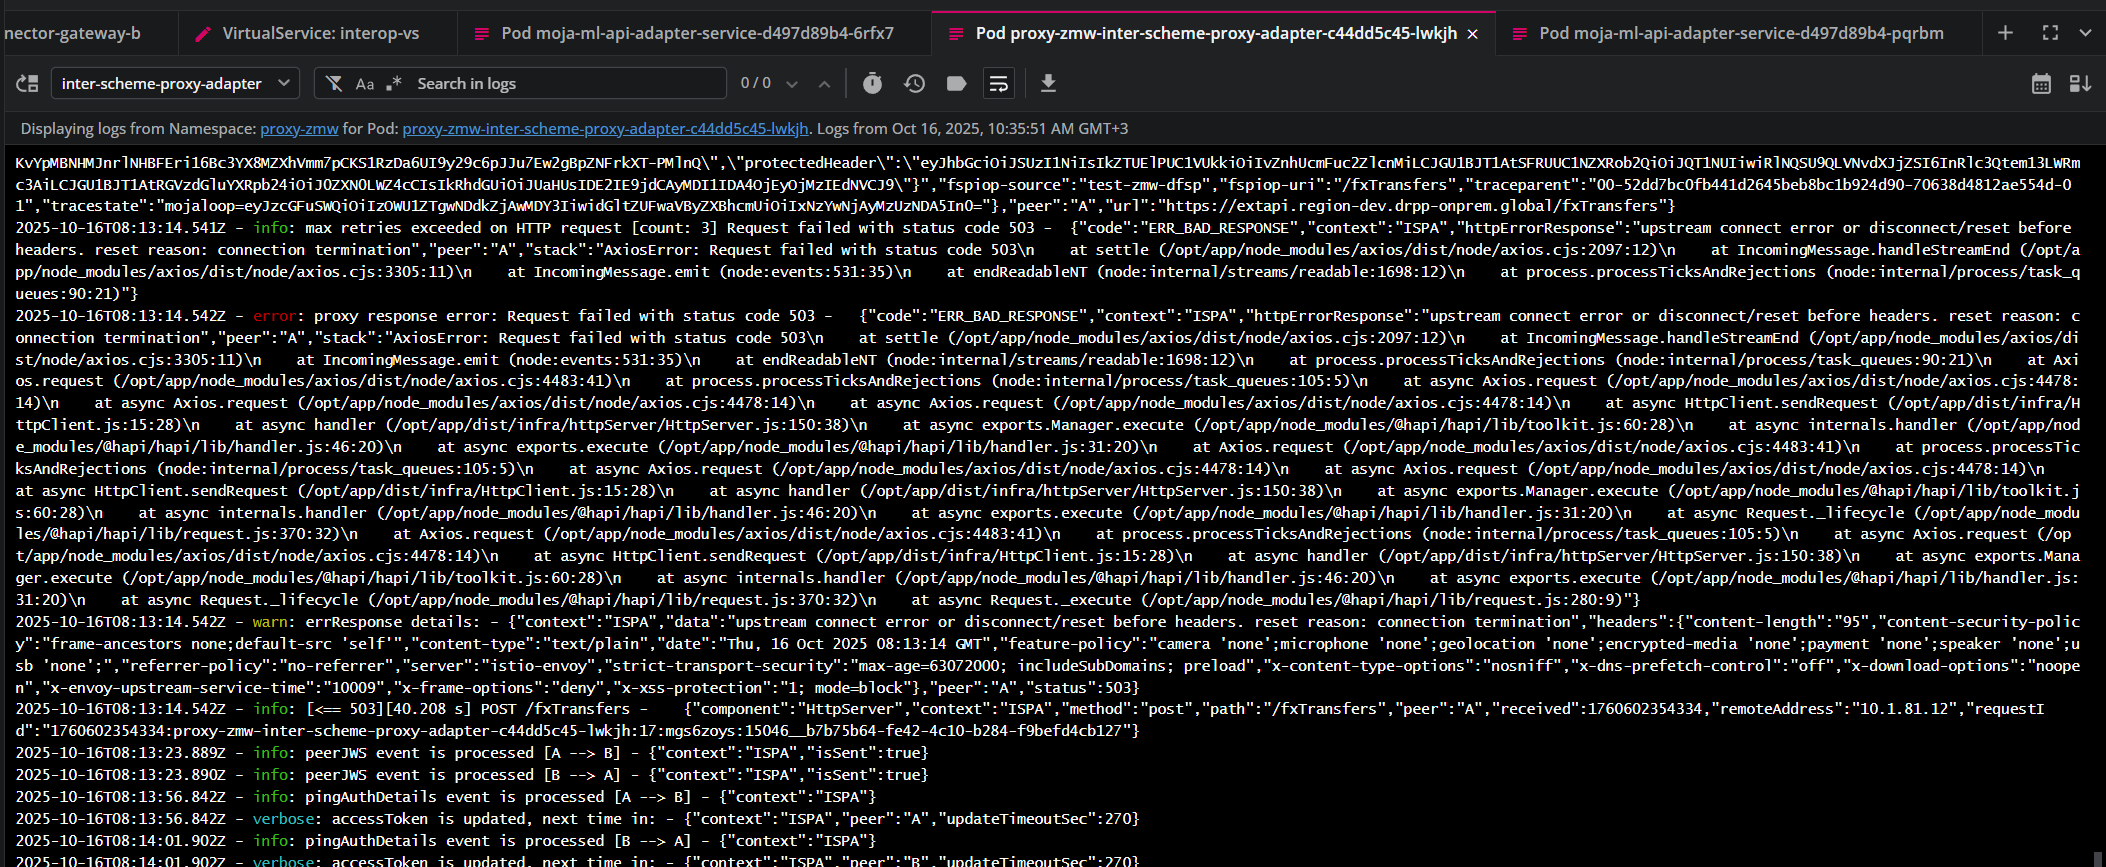 nector-gateway-b
VirtualService: interop-vs
Pod moja-ml-api-adapter-service-d497d89b4-6rfx7
Pod proxy-zmw-inter-scheme-proxy-adapter-c44dd5c45-lwkjh
Pod moja-ml-api-adapter-service-d497d89b4-pqrbm
inter-scheme-proxy-adapter
Aa .* Search in logs
0 / 0
Displaying logs from Namespace: proxy-zmw for Pod: proxy-zmw-inter-scheme-proxy-adapter-c44dd5c45-lwkjh. Logs from Oct 16, 2025, 10:35:51 AM GMT+3
KvYpMBNHMJnrlNHBFEri16Bc3YX8MZXhVmm7pCKS1RzDa6UI9y29c6pJJu7Ew2gBpZNFrkXT-PMlnQ\",\"protectedHeader\":\"eyJhbGciOiJSUzI1NiIsIkZTUElPUC1VUkkiOiIvZnhUcmFuc2ZlcnMiLCJGU1BJT1AtSFRUUC1NZXRob2QiOiJQT1NUIiwiRlNQSU9QLVNvdXJjZSI6InRlc3Qtem13LWRm
c3AiLCJGU1BJT1AtRGVzdGluYXRpb24iOiJ0ZXN0LWZ4cCIsIkRhdGUiOiJUaHUsIDE2IE9jdCAyMDI1IDA4OjEyOjMzIEdNVCJ9\"}","fspiop-source":"test-zmw-dfsp","fspiop-uri":"/fxTransfers","traceparent":"00-52dd7bc0fb441d2645beb8bc1b924d90-70638d4812ae554d-0
1","tracestate":"mojaloop=eyJzcGFuSWQiOiIzOWU1ZTgwNDdkZjAwMDY3IiwidGltZUFwaVByZXBhcmUiOiIxNzYwNjAyMzUzNDA5In0="},"peer":"A","url":"https://extapi.region-dev.drpp-onprem.global/fxTransfers"}
2025-10-16T08:13:14.541Z - info: max retries exceeded on HTTP request [count: 3] Request failed with status code 503 -  {"code":"ERR_BAD_RESPONSE","context":"ISPA","httpErrorResponse":"upstream connect error or disconnect/reset before
headers. reset reason: connection termination","peer":"A","stack":"AxiosError: Request failed with status code 503\n    at settle (/opt/app/node_modules/axios/dist/node/axios.cjs:2097:12)\n    at IncomingMessage.handleStreamEnd (/opt/a
pp/node_modules/axios/dist/node/axios.cjs:3305:11)\n    at IncomingMessage.emit (node:events:531:35)\n    at endReadableNT (node:internal/streams/readable:1698:12)\n    at process.processTicksAndRejections (node:internal/process/task_q
ueues:90:21)"}
2025-10-16T08:13:14.542Z - error: proxy response error: Request failed with status code 503 -   {"code":"ERR_BAD_RESPONSE","context":"ISPA","httpErrorResponse":"upstream connect error or disconnect/reset before headers. reset reason: c
onnection termination","peer":"A","stack":"AxiosError: Request failed with status code 503\n    at settle (/opt/app/node_modules/axios/dist/node/axios.cjs:2097:12)\n    at IncomingMessage.handleStreamEnd (/opt/app/node_modules/axios/di
st/node/axios.cjs:3305:11)\n    at IncomingMessage.emit (node:events:531:35)\n    at endReadableNT (node:internal/streams/readable:1698:12)\n    at process.processTicksAndRejections (node:internal/process/task_queues:90:21)\n    at Axi
os.request (/opt/app/node_modules/axios/dist/node/axios.cjs:4483:41)\n    at process.processTicksAndRejections (node:internal/process/task_queues:105:5)\n    at async Axios.request (/opt/app/node_modules/axios/dist/node/axios.cjs:4478:
14)\n    at async Axios.request (/opt/app/node_modules/axios/dist/node/axios.cjs:4478:14)\n    at async Axios.request (/opt/app/node_modules/axios/dist/node/axios.cjs:4478:14)\n    at async HttpClient.sendRequest (/opt/app/dist/infra/H
ttpClient.js:15:28)\n    at async handler (/opt/app/dist/infra/httpServer/HttpServer.js:150:38)\n    at async exports.Manager.execute (/opt/app/node_modules/@hapi/hapi/lib/toolkit.js:60:28)\n    at async internals.handler (/opt/app/nod
e_modules/@hapi/hapi/lib/handler.js:46:20)\n    at async exports.execute (/opt/app/node_modules/@hapi/hapi/lib/handler.js:31:20)\n    at Axios.request (/opt/app/node_modules/axios/dist/node/axios.cjs:4483:41)\n    at process.processTic
ksAndRejections (node:internal/process/task_queues:105:5)\n    at async Axios.request (/opt/app/node_modules/axios/dist/node/axios.cjs:4478:14)\n    at async Axios.request (/opt/app/node_modules/axios/dist/node/axios.cjs:4478:14)\n
at async HttpClient.sendRequest (/opt/app/dist/infra/HttpClient.js:15:28)\n    at async handler (/opt/app/dist/infra/httpServer/HttpServer.js:150:38)\n    at async exports.Manager.execute (/opt/app/node_modules/@hapi/hapi/lib/toolkit.j
s:60:28)\n    at async internals.handler (/opt/app/node_modules/@hapi/hapi/lib/handler.js:46:20)\n    at async exports.execute (/opt/app/node_modules/@hapi/hapi/lib/handler.js:31:20)\n    at async Request._lifecycle (/opt/app/node_modu
les/@hapi/hapi/lib/request.js:370:32)\n    at Axios.request (/opt/app/node_modules/axios/dist/node/axios.cjs:4483:41)\n    at process.processTicksAndRejections (node:internal/process/task_queues:105:5)\n    at async Axios.request (/op
t/app/node_modules/axios/dist/node/axios.cjs:4478:14)\n    at async HttpClient.sendRequest (/opt/app/dist/infra/HttpClient.js:15:28)\n    at async handler (/opt/app/dist/infra/httpServer/HttpServer.js:150:38)\n    at async exports.Mana
ger.execute (/opt/app/node_modules/@hapi/hapi/lib/toolkit.js:60:28)\n    at async internals.handler (/opt/app/node_modules/@hapi/hapi/lib/handler.js:46:20)\n    at async exports.execute (/opt/app/node_modules/@hapi/hapi/lib/handler.js:
31:20)\n    at async Request._lifecycle (/opt/app/node_modules/@hapi/hapi/lib/request.js:370:32)\n    at async Request._execute (/opt/app/node_modules/@hapi/hapi/lib/request.js:280:9)"}
2025-10-16T08:13:14.542Z - warn: errResponse details: - {"context":"ISPA","data":"upstream connect error or disconnect/reset before headers. reset reason: connection termination","headers":{"content-length":"95","content-security-polic
y":"frame-ancestors none;default-src 'self'","content-type":"text/plain","date":"Thu, 16 Oct 2025 08:13:14 GMT","feature-policy":"camera 'none';microphone 'none';geolocation 'none';encrypted-media 'none';payment 'none';speaker 'none';u
sb 'none';","referrer-policy":"no-referrer","server":"istio-envoy","strict-transport-security":"max-age=63072000; includeSubDomains; preload","x-content-type-options":"nosniff","x-dns-prefetch-control":"off","x-download-options":"noope
n","x-envoy-upstream-service-time":"10009","x-frame-options":"deny","x-xss-protection":"1; mode=block"},"peer":"A","status":503}
2025-10-16T08:13:14.542Z - info: [<== 503][40.208 s] POST /fxTransfers -    {"component":"HttpServer","context":"ISPA","method":"post","path":"/fxTransfers","peer":"A","received":1760602354334,"remoteAddress":"10.1.81.12","requestI
d":"1760602354334:proxy-zmw-inter-scheme-proxy-adapter-c44dd5c45-lwkjh:17:mgs6zoys:15046__b7b75b64-fe42-4c10-b284-f9befd4cb127"}
2025-10-16T08:13:23.889Z - info: peerJWS event is processed [A --> B] - {"context":"ISPA","isSent":true}
2025-10-16T08:13:23.890Z - info: peerJWS event is processed [B --> A] - {"context":"ISPA","isSent":true}
2025-10-16T08:13:56.842Z - info: pingAuthDetails event is processed [A --> B] - {"context":"ISPA"}
2025-10-16T08:13:56.842Z - verbose: accessToken is updated, next time in: - {"context":"ISPA","peer":"A","updateTimeoutSec":270}
2025-10-16T08:14:01.902Z - info: pingAuthDetails event is processed [B --> A] - {"context":"ISPA"}
2025-10-16T08:14:01.902Z - verbose: accessToken is updated, next time in: - {"context":"ISPA","peer":"B","updateTimeoutSec":270}